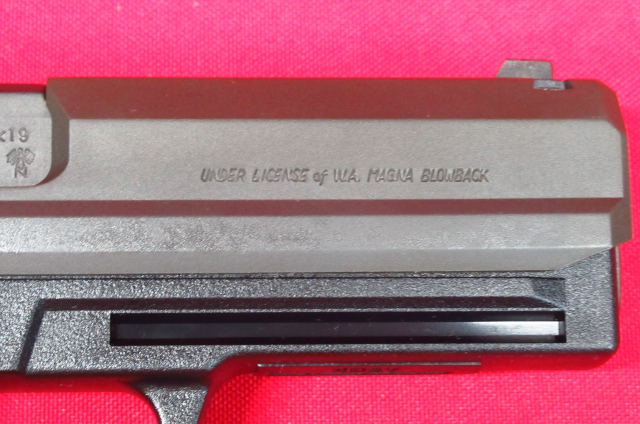 x19
UNDER LICENSE of W.A. MAGNA BLOWBACK